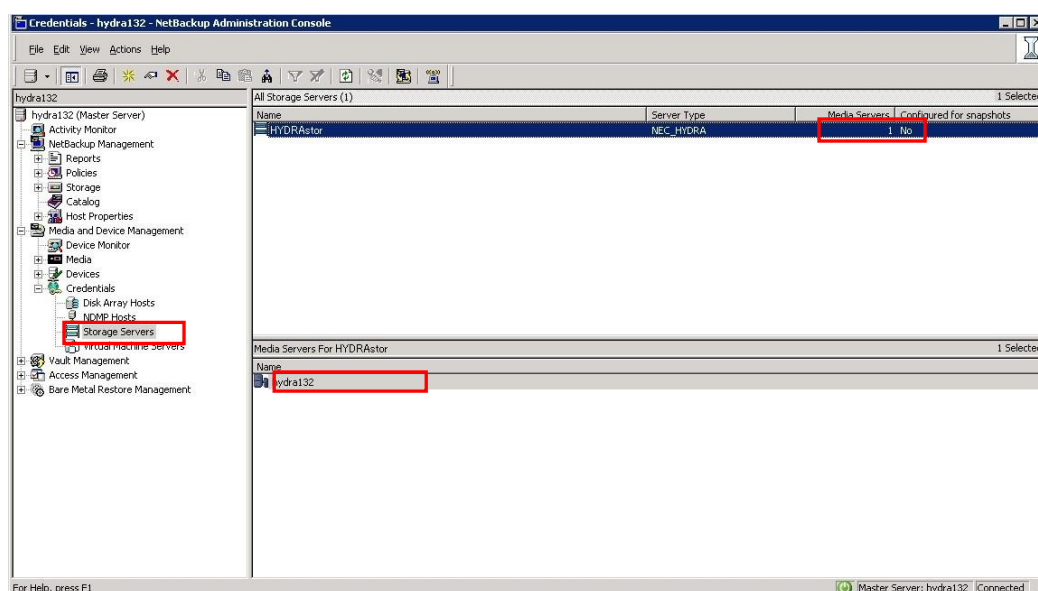 Credentials - hydra132 - NetBackup Administration Console
File Edit View Actions Help
hydra132
All Storage Servers (1) 1 Selected
hydra132 (Master Server)
Activity Monitor
NetBackup Management
Reports
Policies
Storage
Catalog
Host Properties
Media and Device Management
Device Monitor
Media
Devices
Credentials
Disk Array Hosts
NDMP Hosts
Storage Servers
Virtual Machine Servers
Vault Management
Access Management
Bare Metal Restore Management
Name Server Type Media Servers Configured for snapshots
HYDRAstor NEC_HYDRA 1 No
Media Servers For HYDRAstor 1 Selected
Name
hydra132
For Help, press F1
Master Server: hydra132 Connected